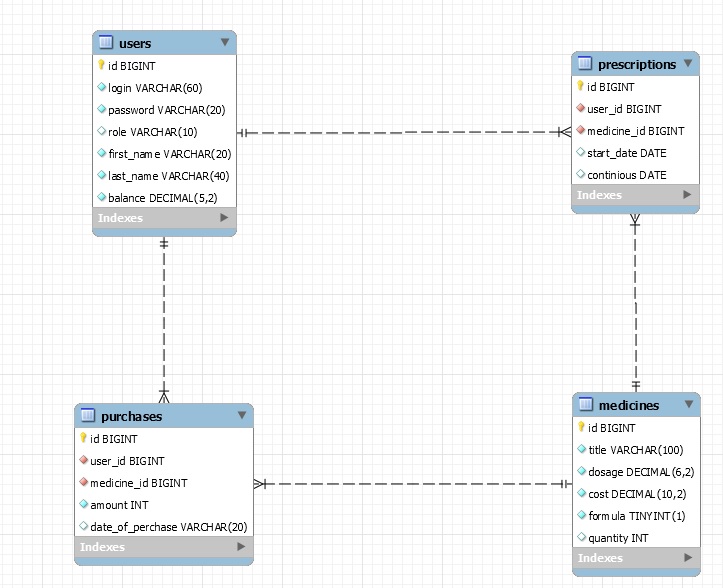 users
id BIGINT
login VARCHAR(60)
password VARCHAR(20)
role VARCHAR(10)
first_name VARCHAR(20)
last_name VARCHAR(40)
balance DECIMAL(5,2)
Indexes
prescriptions
id BIGINT
user_id BIGINT
medicine_id BIGINT
start_date DATE
continious DATE
Indexes
purchases
id BIGINT
user_id BIGINT
medicine_id BIGINT
amount INT
date_of_perchase VARCHAR(20)
Indexes
medicines
id BIGINT
title VARCHAR(100)
dosage DECIMAL(6,2)
cost DECIMAL(10,2)
formula TINYINT(1)
quantity INT
Indexes